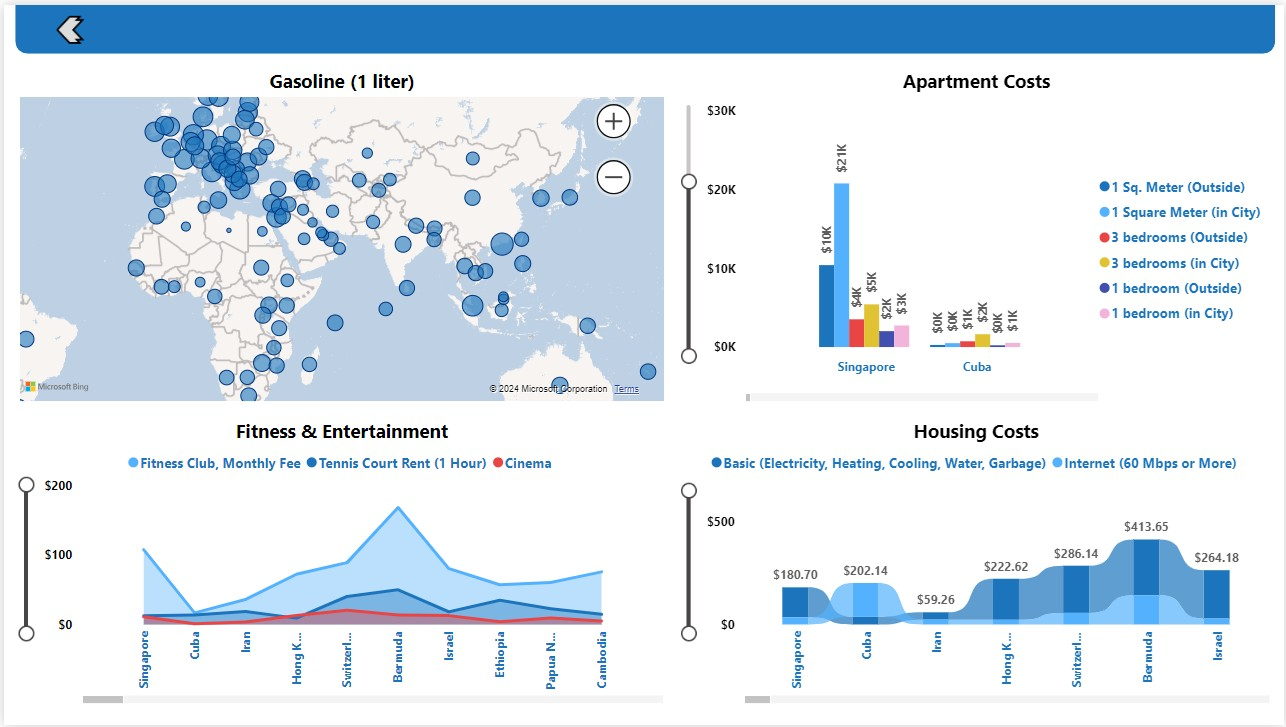 Gasoline (1 liter)
Microsoft Bing
© 2024 Microsoft Corporation Terms
Apartment Costs
$30K
$20K
$10K
$0K
$10K
$21K
$4K
$5K
$2K
$3K
$0K
$0K
$1K
$2K
$0K
$1K
Singapore
Cuba
1 Sq. Meter (Outside)
1 Square Meter (in City)
3 bedrooms (Outside)
3 bedrooms (in City)
1 bedroom (Outside)
1 bedroom (in City)
Fitness & Entertainment
Fitness Club, Monthly Fee Tennis Court Rent (1 Hour) Cinema
$200
$100
$0
Singapore
Cuba
Iran
Hong K...
Switzerl...
Bermuda
Israel
Ethiopia
Papua N...
Cambodia
Housing Costs
Basic (Electricity, Heating, Cooling, Water, Garbage) Internet (60 Mbps or More)
$500
$0
$180.70
$202.14
$59.26
$222.62
$286.14
$413.65
$264.18
Singapore
Cuba
Iran
Hong K...
Switzerl...
Bermuda
Israel